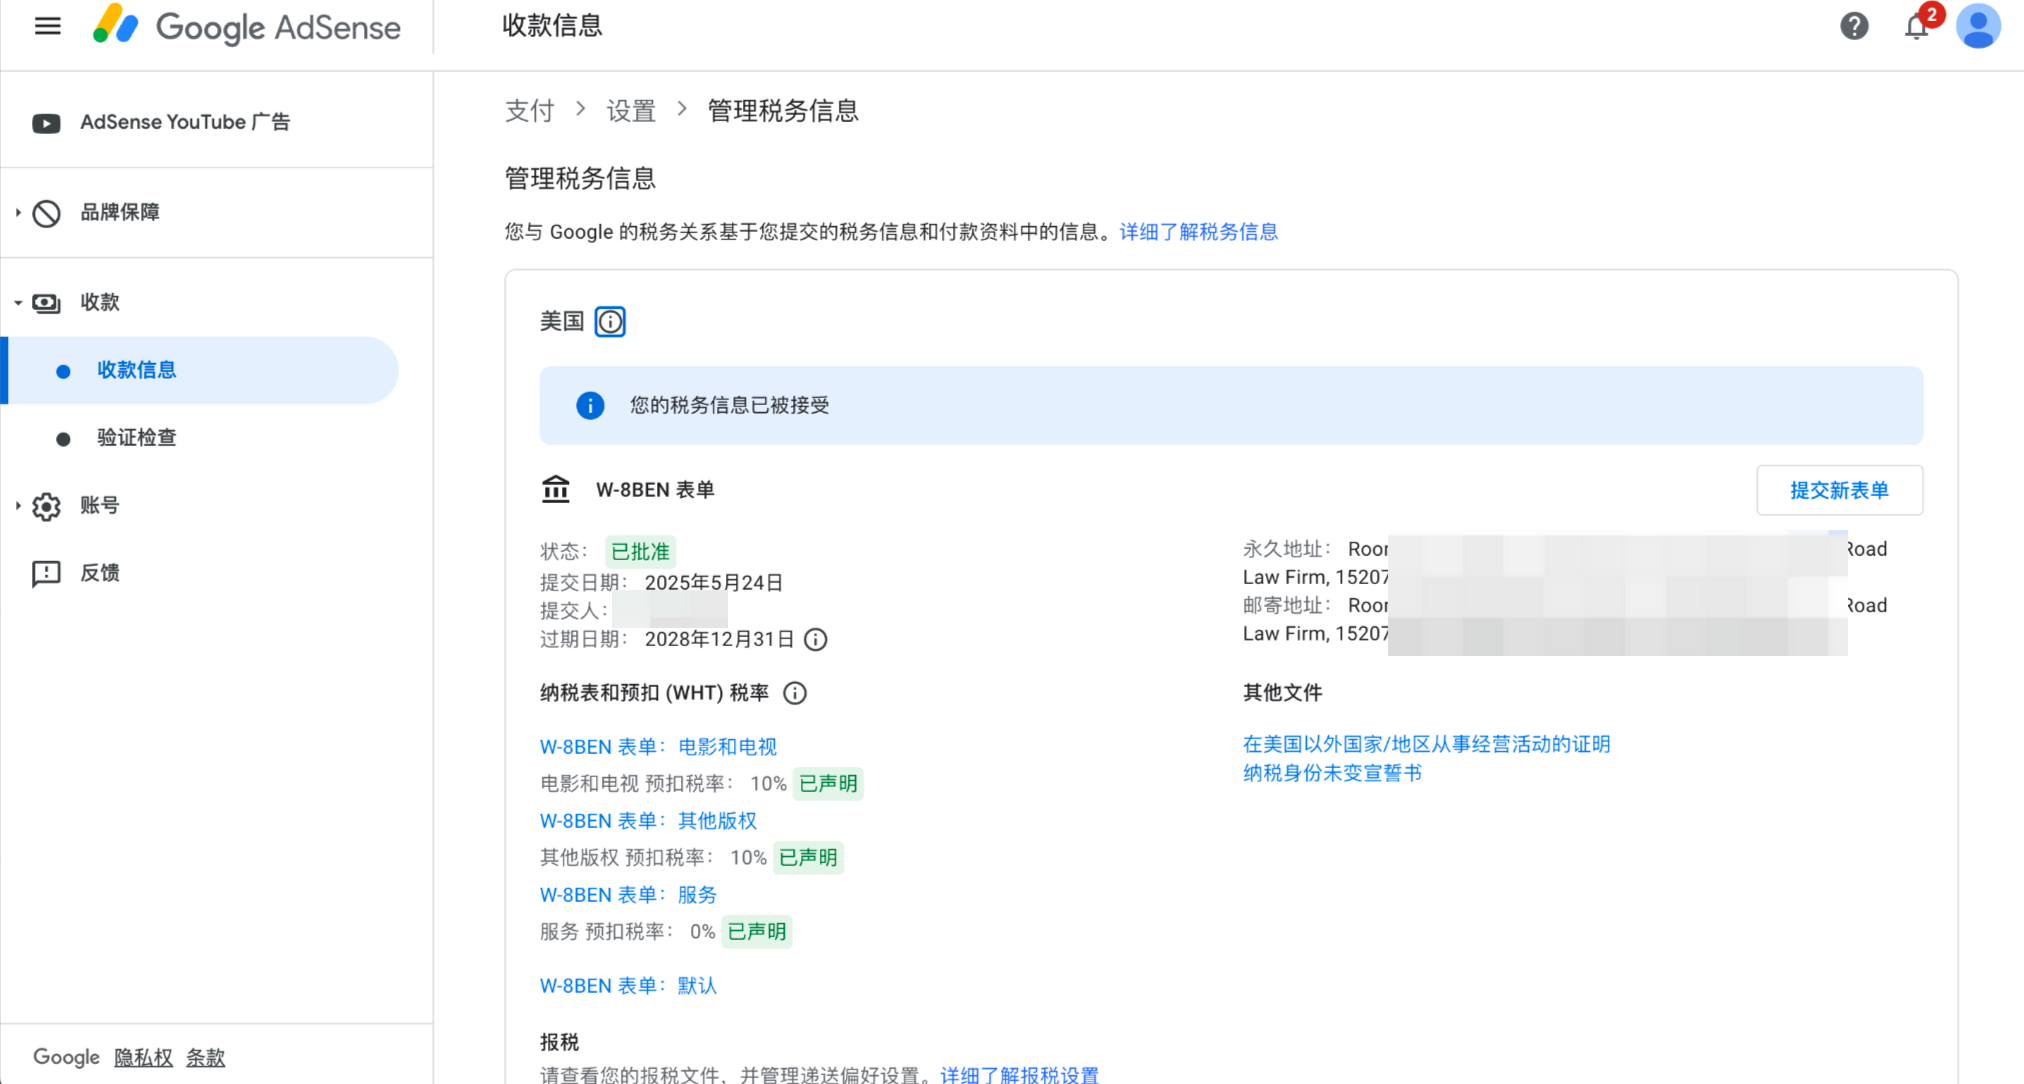 Google AdSense
收款信息
2
AdSense YouTube 广告
品牌保障
收款
收款信息
验证检查
账号
反馈
Google 隐私权 条款
支付 > 设置 > 管理税务信息
管理税务信息
您与 Google 的税务关系基于您提交的税务信息和付款资料中的信息。详细了解税务信息
美国
您的税务信息已被接受
W-8BEN 表单
提交新表单
状态： 已批准
提交日期： 2025年5月24日
提交人：
过期日期： 2028年12月31日
永久地址： Road
Law Firm, 15207
邮寄地址： Road
Law Firm, 15207
纳税表和预扣 (WHT) 税率
W-8BEN 表单：电影和电视
电影和电视 预扣税率： 10% 已声明
W-8BEN 表单：其他版权
其他版权 预扣税率： 10% 已声明
W-8BEN 表单：服务
服务 预扣税率： 0% 已声明
W-8BEN 表单：默认
其他文件
在美国以外国家/地区从事经营活动的证明
纳税身份未变宣誓书
报税
请查看您的报税文件，并管理递送偏好设置。详细了解报税设置